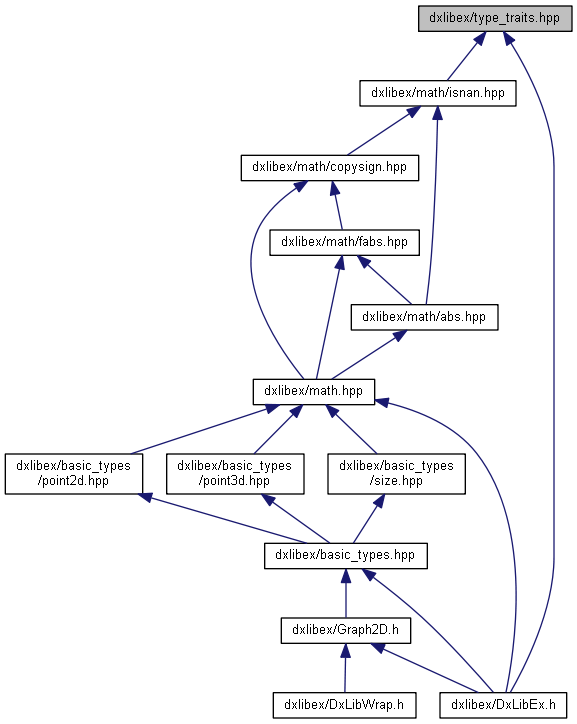 dxlibex/type_traits.hpp
dxlibex/math/isnan.hpp
dxlibex/math/copysign.hpp
dxlibex/math/fabs.hpp
dxlibex/math/abs.hpp
dxlibex/math.hpp
dxlibex/basic_types
/point2d.hpp
dxlibex/basic_types
/point3d.hpp
dxlibex/basic_types
/size.hpp
dxlibex/basic_types.hpp
dxlibex/Graph2D.h
dxlibex/DxLibWrap.h
dxlibex/DxLibEx.h